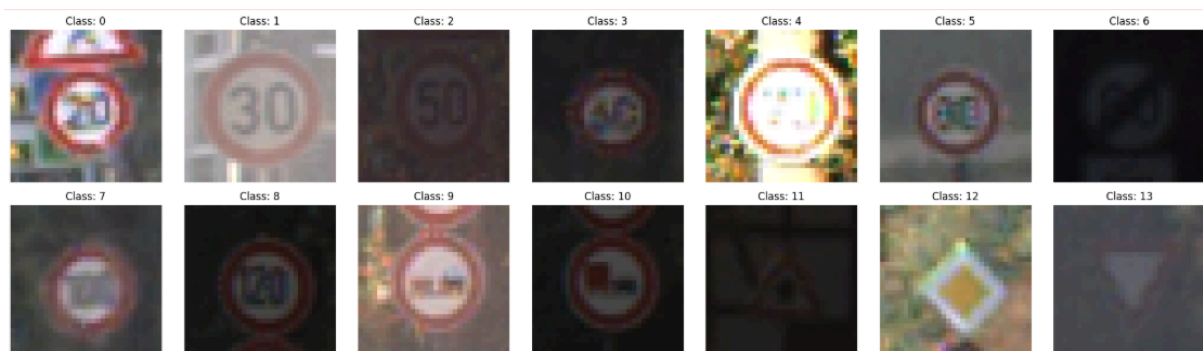 Class: 0
Class: 1
Class: 2
Class: 3
Class: 4
Class: 5
Class: 6
20
30
50
Class: 7
Class: 8
Class: 9
Class: 10
Class: 11
Class: 12
Class: 13
120